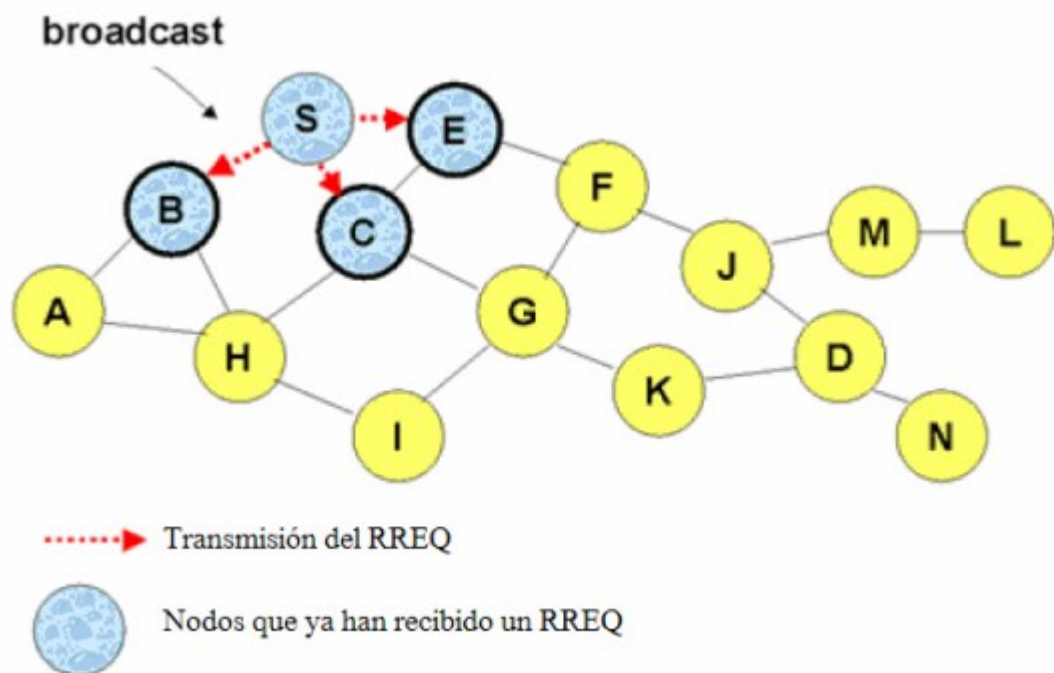 broadcast
S
E
B
C
F
M
L
J
A
G
H
D
K
I
N
Transmisión del RREQ
Nodos que ya han recibido un RREQ